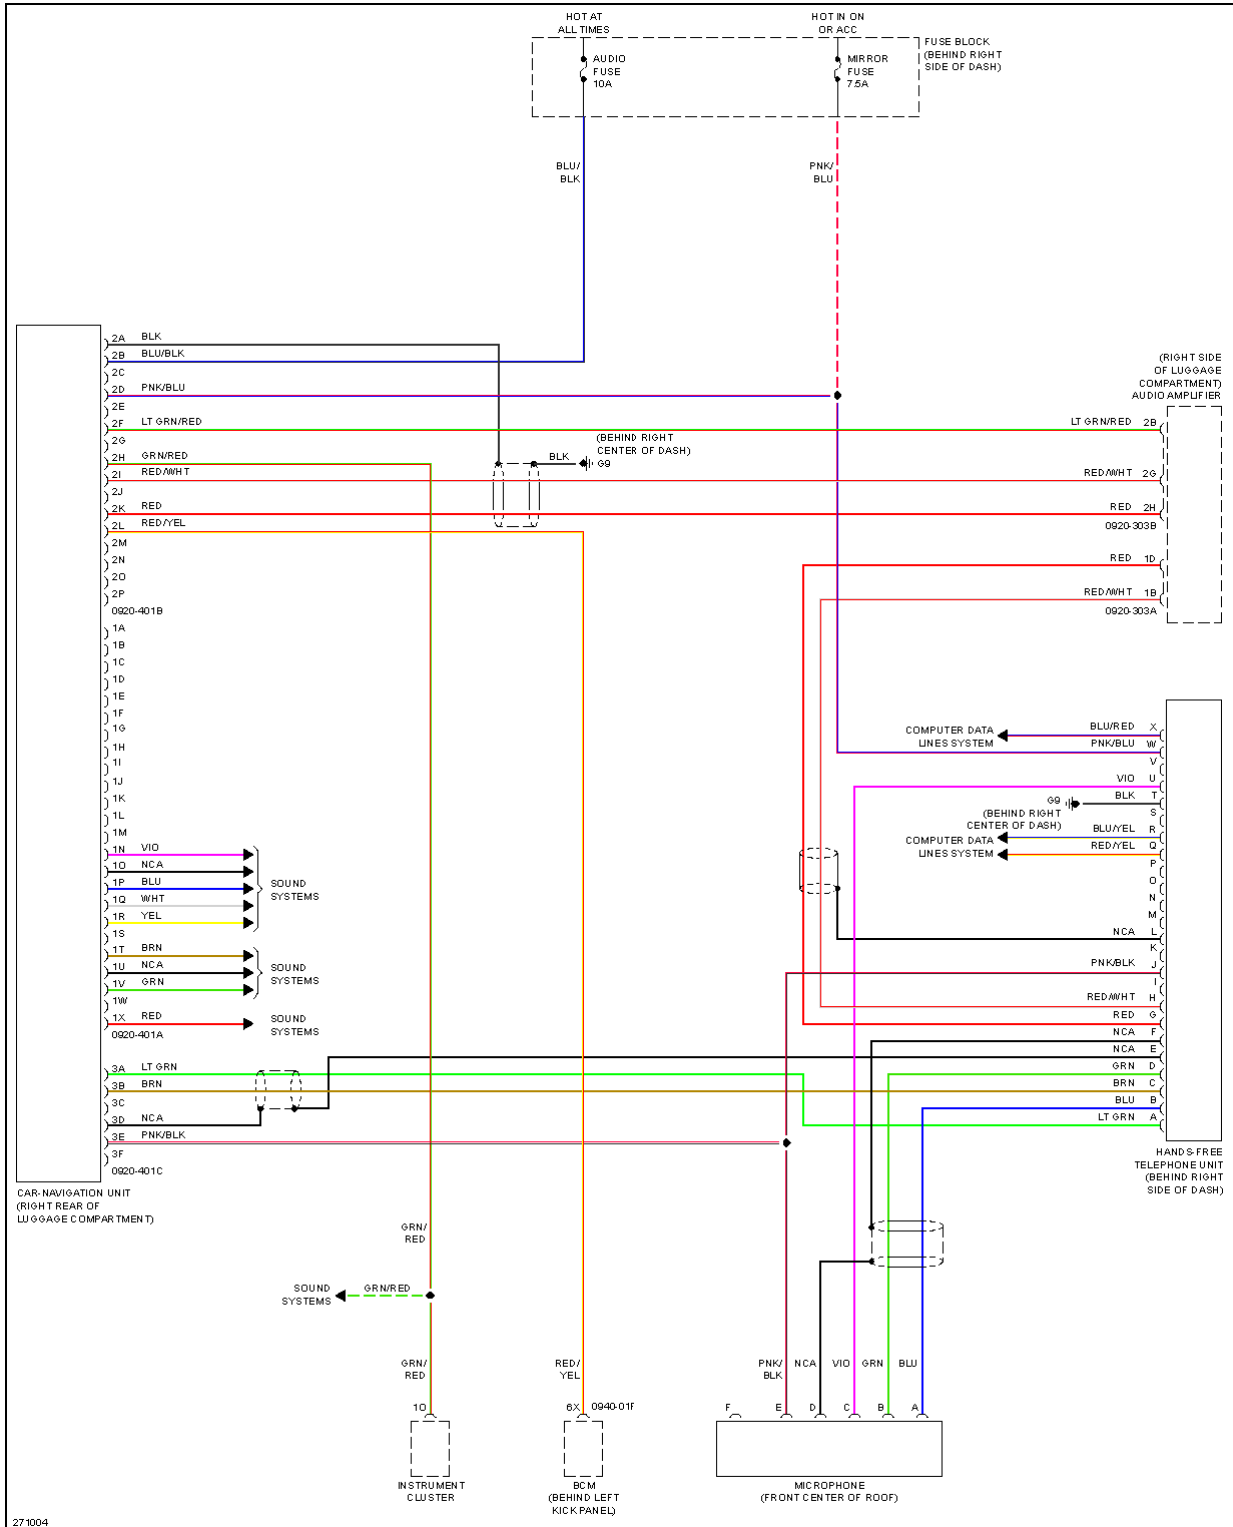 HOT AT
ALL TIMES
HOT IN ON
OR ACC
AUDIO
FUSE
10A
MIRROR
FUSE
7.5A
FUSE BLOCK
(BEHIND RIGHT
SIDE OF DASH)
BLU/
BLK
PNK/
BLU
2A BLK
2B BLU/BLK
2C
2D PNK/BLU
2E
2F LT GRN/RED
2G
2H GRN/RED
2I RED/WHT
2J
2K RED
2L RED/YEL
2M
2N
2O
2P
0920-401B
1A
1B
1C
1D
1E
1F
1G
1H
1I
1J
1K
1L
1M
1N VIO
1O NCA
1P BLU
1Q WHT
1R YEL
1S
1T BRN
1U NCA
1V GRN
1W
1X RED
0920-401A
SOUND
SYSTEMS
SOUND
SYSTEMS
SOUND
SYSTEMS
3A LT GRN
3B BRN
3C
3D NCA
3E PNK/BLK
3F
0920-401C
CAR-NAVIGATION UNIT
(RIGHT REAR OF
LUGGAGE COMPARTMENT)
(BEHIND RIGHT
CENTER OF DASH)
BLK
G9
(RIGHT SIDE
OF LUGGAGE
COMPARTMENT)
AUDIO AMPLIFIER
LT GRN/RED 2B
RED/WHT 2G
RED 2H
0920-303B
RED 1D
RED/WHT 1B
0920-303A
COMPUTER DATA
LINES SYSTEM
BLU/RED X
PNK/BLU W
V
VIO U
BLK T
G9
(BEHIND RIGHT
CENTER OF DASH)
S
BLU/YEL R
RED/YEL Q
COMPUTER DATA
LINES SYSTEM
P
O
N
M
NCA L
K
PNK/BLK J
I
RED/WHT H
RED G
NCA F
NCA E
GRN D
BRN C
BLU B
LT GRN A
HANDS-FREE
TELEPHONE UNIT
(BEHIND RIGHT
SIDE OF DASH)
GRN/
RED
SOUND
SYSTEMS
GRN/RED
GRN/
RED
10
INSTRUMENT
CLUSTER
RED/
YEL
6X 0940-01F
BCM
(BEHIND LEFT
KICK PANEL)
PNK/
BLK
NCA VIO GRN BLU
F E D C B A
MICROPHONE
(FRONT CENTER OF ROOF)
271004